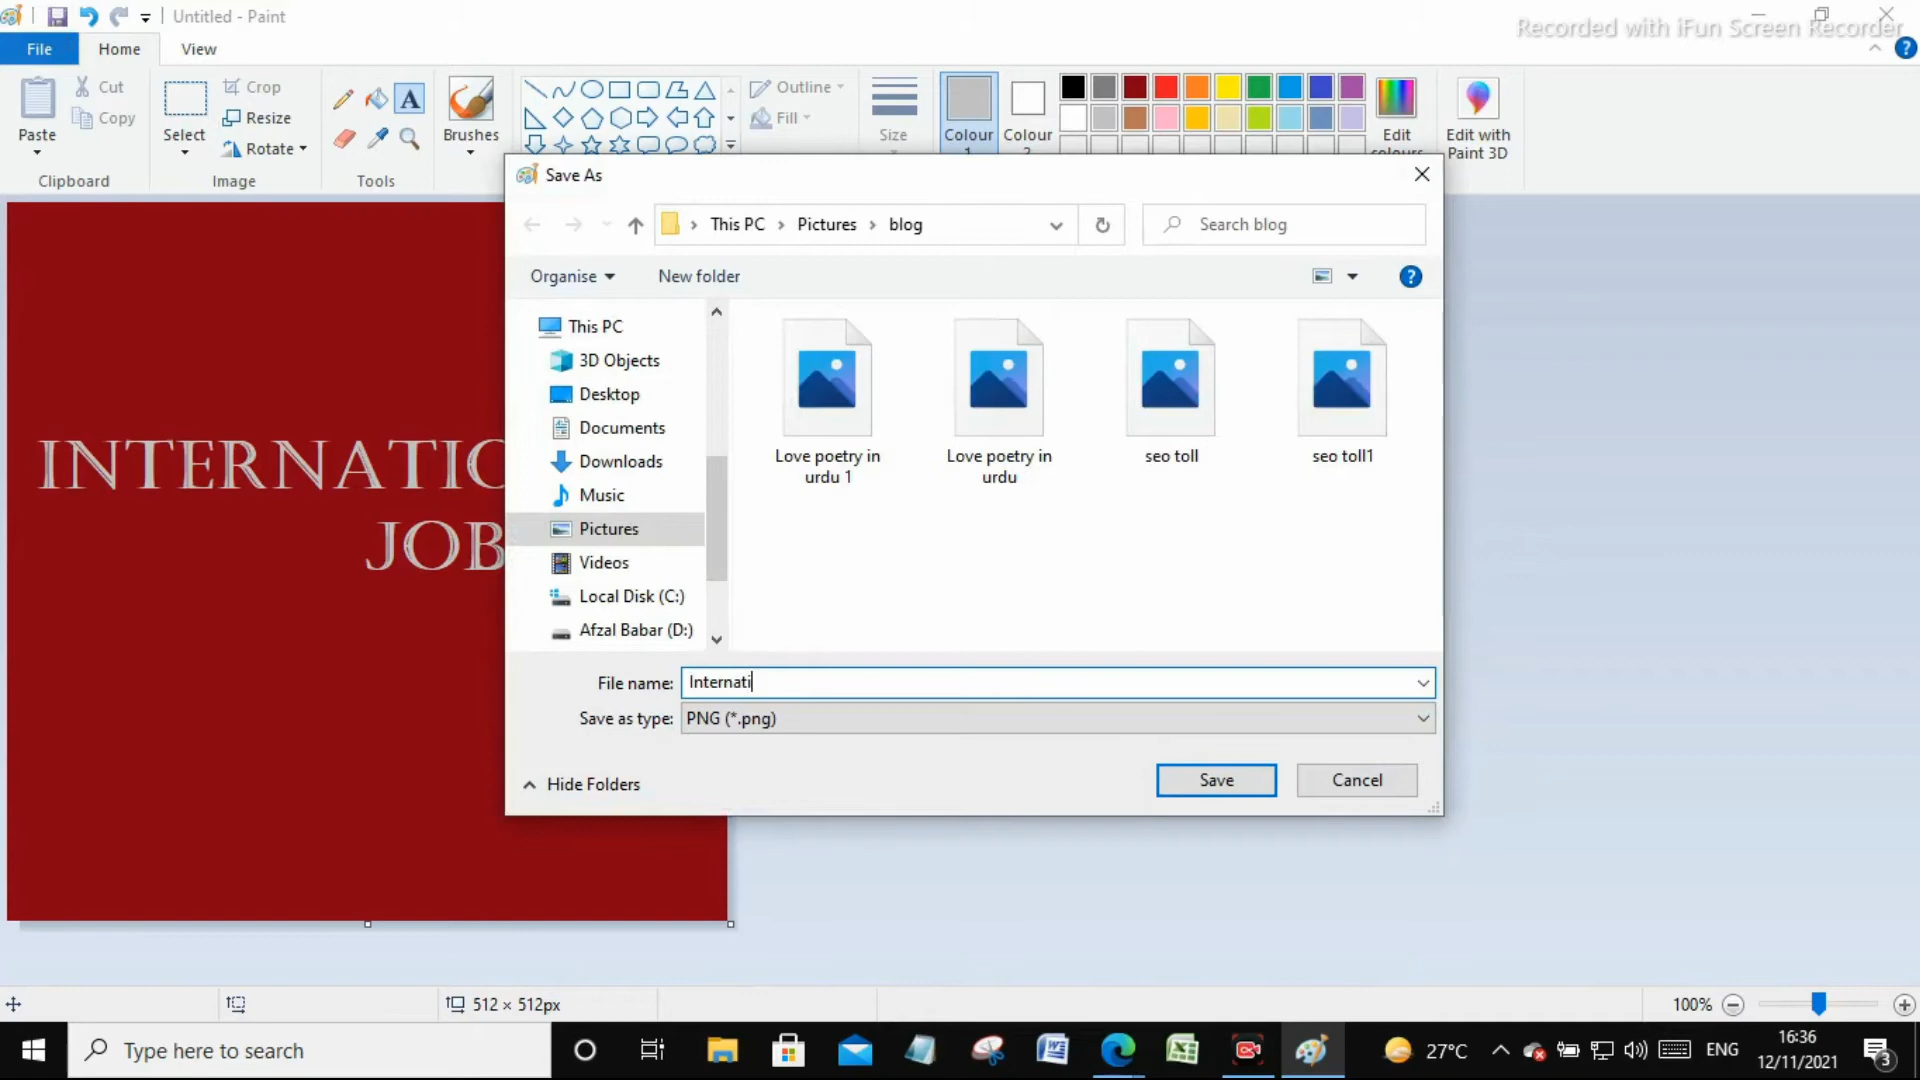 Untitled - Paint
Recorded with iFun Screen Recorder
File
Home
View
Paste
Cut
Copy
Clipboard
Select
Crop
Resize
Rotate
Image
A
Tools
Brushes
Outline
Fill
Size
Colour
1
Colour
2
Edit
colours
Edit with
Paint 3D
Save As
This PC
Pictures
blog
Search blog
Organise
New folder
This PC
3D Objects
Desktop
Documents
Downloads
Music
Pictures
Videos
Local Disk (C:)
Afzal Babar (D:)
Love poetry in
urdu 1
Love poetry in
urdu
seo toll
seo toll1
File name: Internati
Save as type: PNG (*.png)
Hide Folders
Save
Cancel
INTERNATIO
JOB
512 × 512px
100%
Type here to search
27°C
ENG
16:36
12/11/2021
3